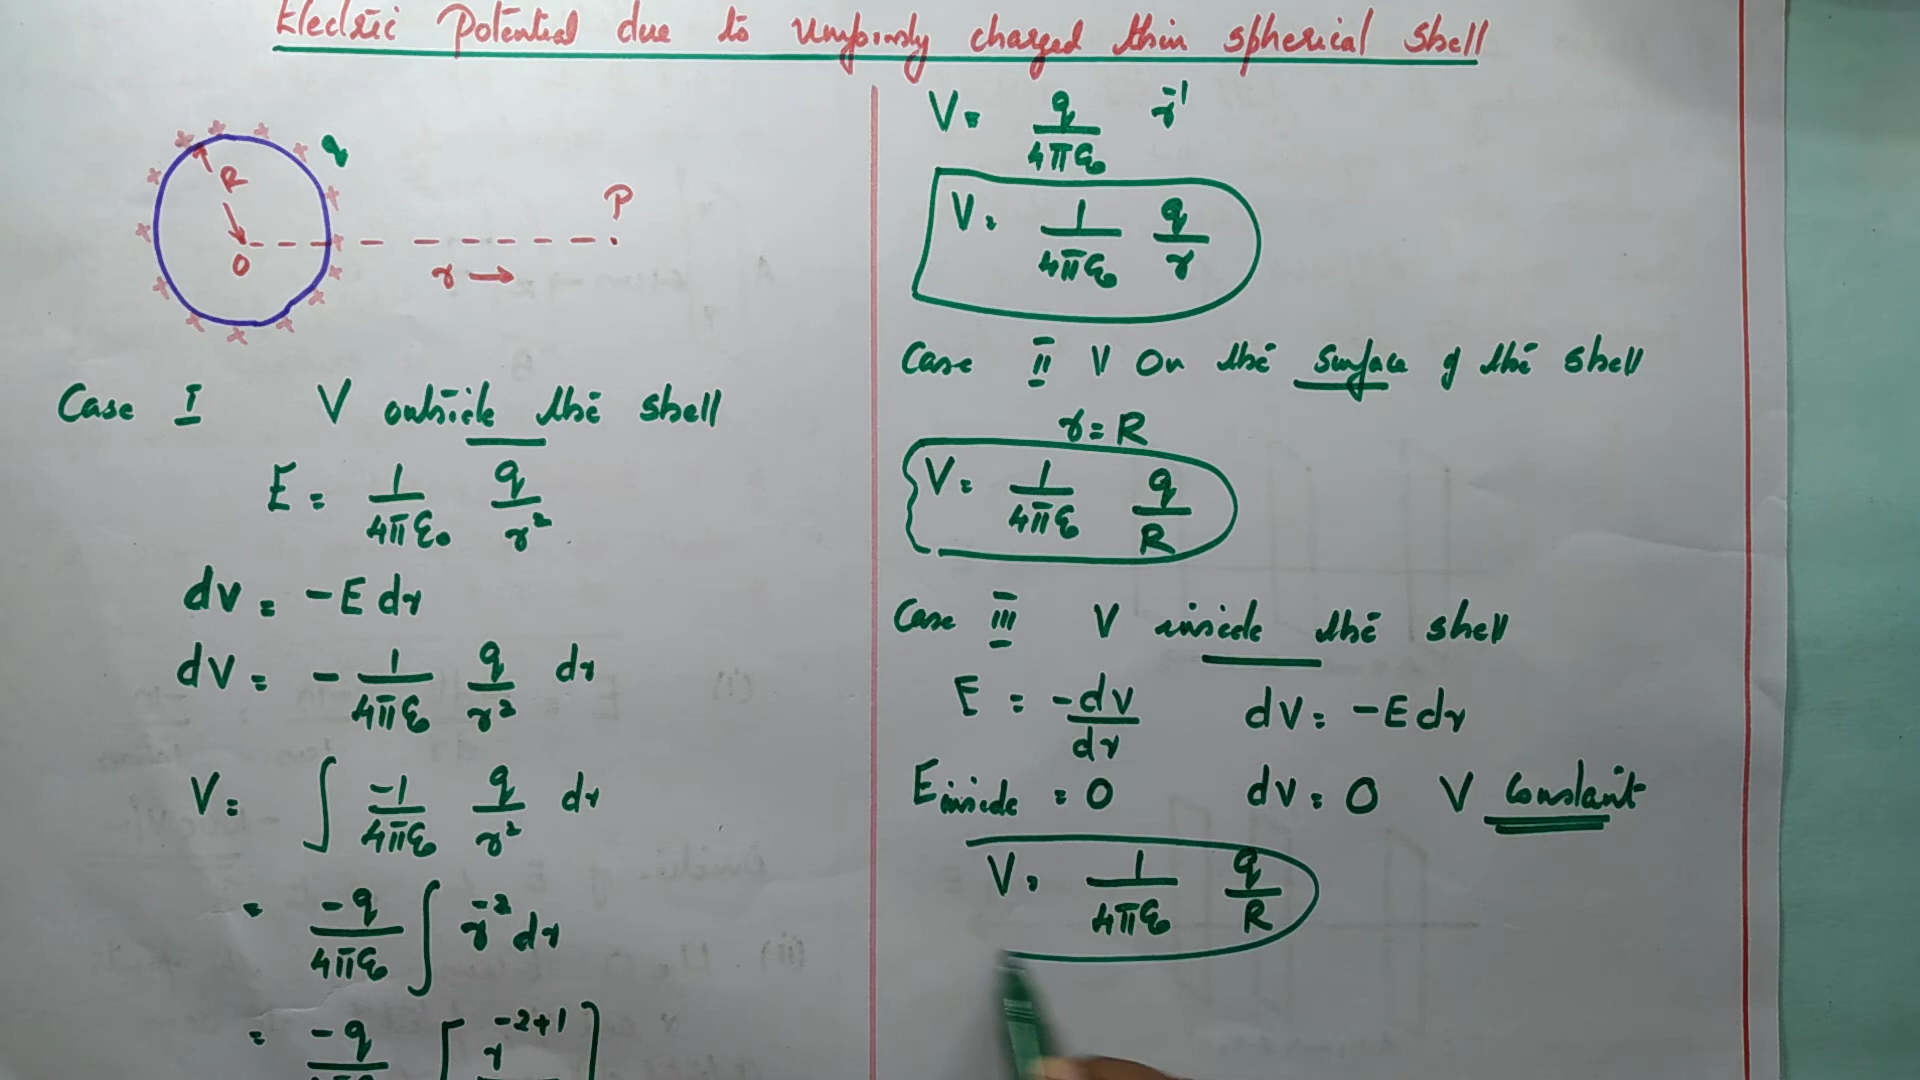 Electric Potential due to Uniformly charged thin spherical shell
q
R
P
O
r →
Case I V outside the shell
E = 1/4πε₀ q/r²
dV = -E dr
dV = - 1/4πε₀ q/r² dr
V = ∫ -1/4πε₀ q/r² dr
= -q/4πε₀ ∫ r⁻² dr
= -q/4πε₀ [ r⁻²⁺¹ ]
V = q/4πε₀ r⁻¹
V = 1/4πε₀ q/r
Case II V On the Surface of the shell
r = R
V = 1/4πε₀ q/R
Case III V inside the shell
E = -dV/dr dV = -E dr
E inside = 0 dV = 0 V Constant
V = 1/4πε₀ q/R